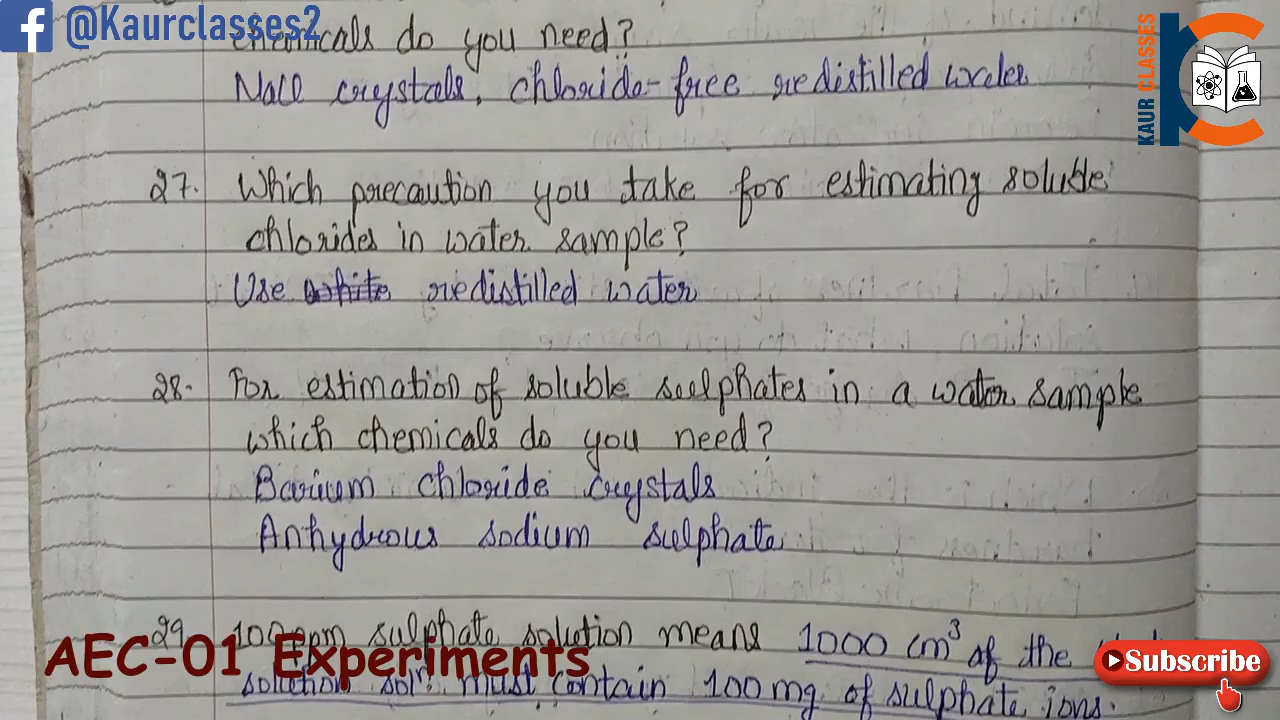 @Kaurclasses2
chemicals do you need?
KAUR CLASSES
Nacl crystals, chloride-free redistilled water
27. Which precaution you take for estimating soluble
chlorides in water sample?
Use white redistilled water
28. For estimation of soluble sulphates in a water sample
which chemicals do you need?
Barium chloride crystals
Anhydrous sodium sulphate
29 100 ppm sulphate solution means 1000 cm³ of the
AEC-01 Experiments
Subscribe
solution solⁿ. must contain 100 mg of sulphate ions.